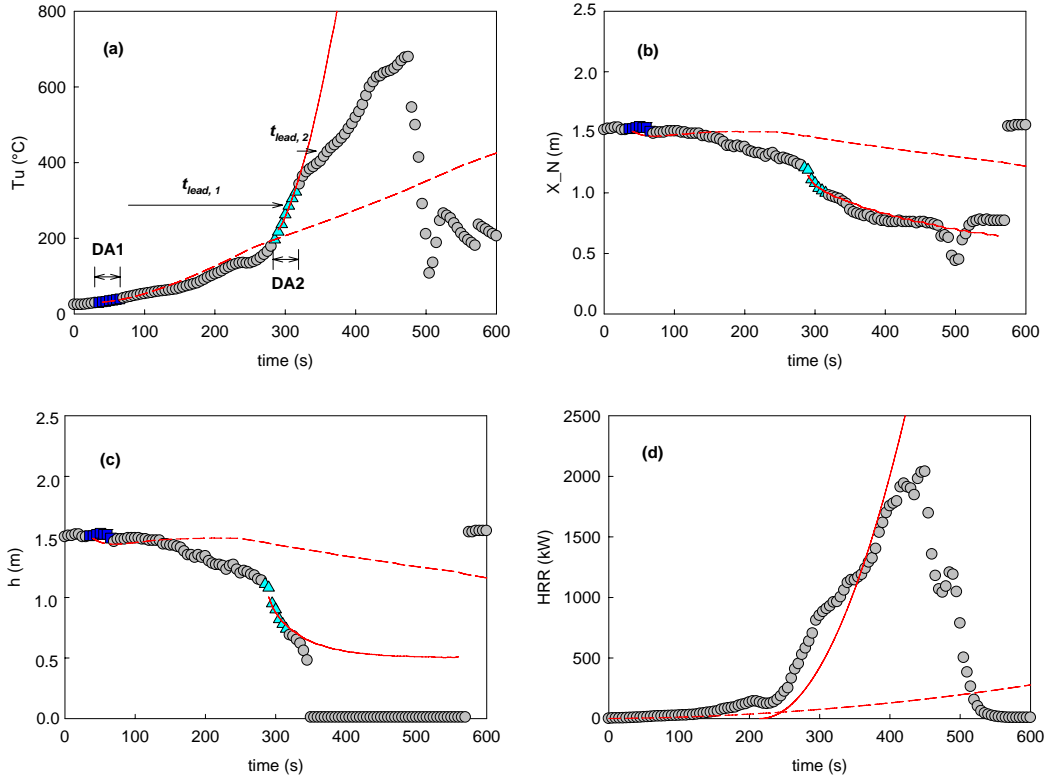 (a)
Tu (°C)
800
600
400
200
0
t_lead, 2
t_lead, 1
DA1
DA2
0 100 200 300 400 500 600
time (s)
(b)
X_N (m)
2.5
2.0
1.5
1.0
0.5
0.0
0 100 200 300 400 500 600
time (s)
(c)
h (m)
2.5
2.0
1.5
1.0
0.5
0.0
0 100 200 300 400 500 600
time (s)
(d)
HRR (kW)
2500
2000
1500
1000
500
0
0 100 200 300 400 500 600
time (s)